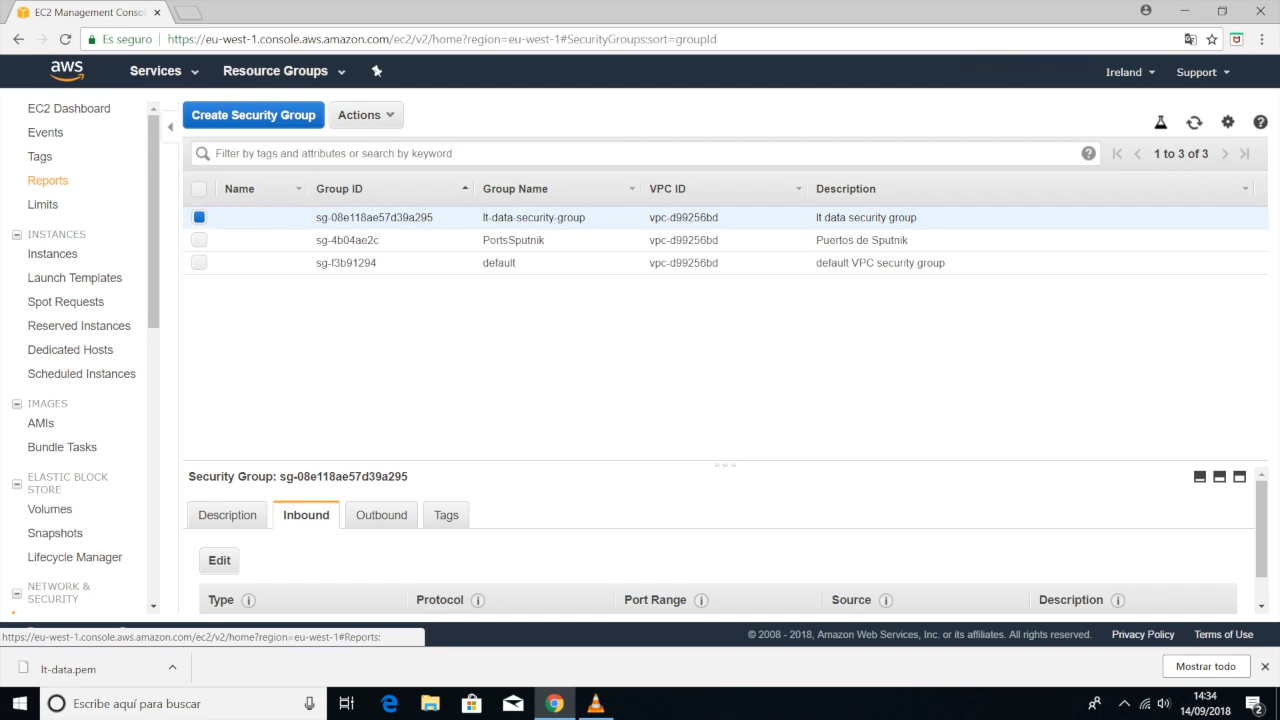 EC2 Management Consol
Es seguro
https://eu-west-1.console.aws.amazon.com/ec2/v2/home?region=eu-west-1#SecurityGroups:sort=groupId
aws
Services
Resource Groups
Ireland
Support
EC2 Dashboard
Events
Tags
Reports
Limits
INSTANCES
Instances
Launch Templates
Spot Requests
Reserved Instances
Dedicated Hosts
Scheduled Instances
IMAGES
AMIs
Bundle Tasks
ELASTIC BLOCK
STORE
Volumes
Snapshots
Lifecycle Manager
NETWORK &
SECURITY
Create Security Group
Actions
Filter by tags and attributes or search by keyword
1 to 3 of 3
Name Group ID Group Name VPC ID Description
sg-08e118ae57d39a295 lt-data-security-group vpc-d99256bd lt data security group
sg-4b04ae2c PortsSputnik vpc-d99256bd Puertos de Sputnik
sg-f3b91294 default vpc-d99256bd default VPC security group
Security Group: sg-08e118ae57d39a295
Description Inbound Outbound Tags
Edit
Type Protocol Port Range Source Description
https://eu-west-1.console.aws.amazon.com/ec2/v2/home?region=eu-west-1#Reports:
© 2008 - 2018, Amazon Web Services, Inc. or its affiliates. All rights reserved. Privacy Policy Terms of Use
lt-data.pem
Mostrar todo
Escribe aquí para buscar
14:34
14/09/2018
2